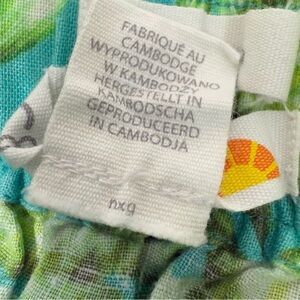 FABRIQUÉ AU
CAMBODGE
WYPRODUKOWANO
W KAMBODŻY
HERGESTELLT IN
KAMBODSCHA
GEPRODUCEERD
IN CAMBODJA
nxg